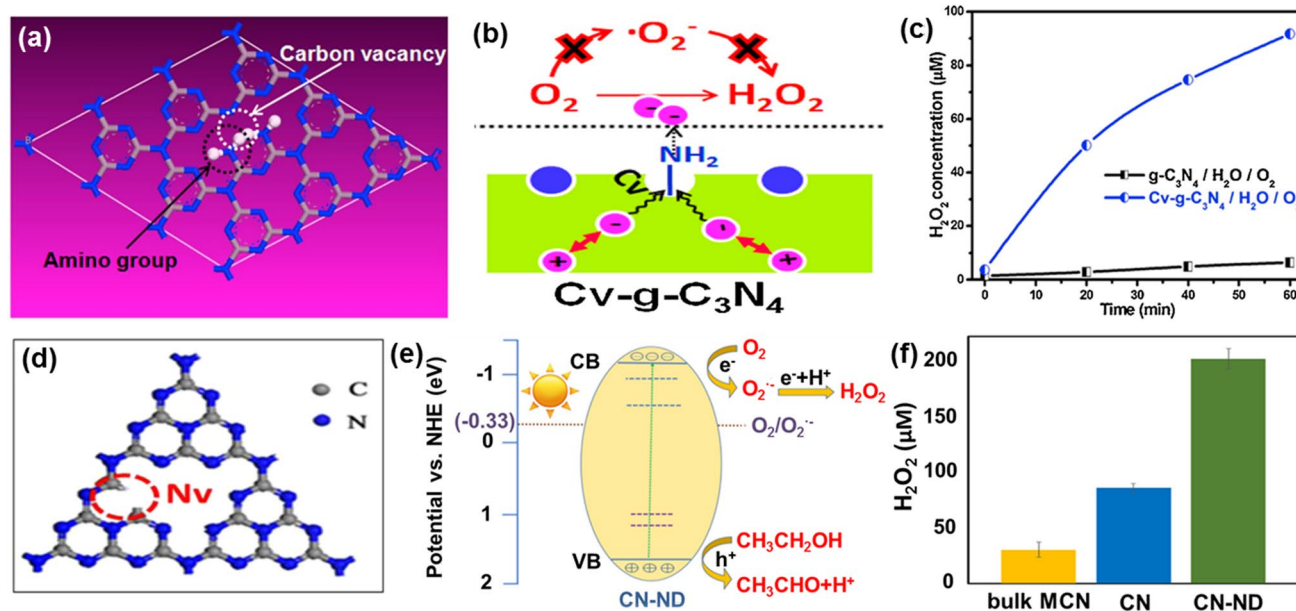 (a)
Carbon vacancy
Amino group
(b)
·O₂⁻
O₂
H₂O₂
NH₂
Cv
Cv-g-C₃N₄
(c)
H₂O₂ concentration (μM)
100
80
60
40
20
0
g-C₃N₄ / H₂O / O₂
Cv-g-C₃N₄ / H₂O / O
0 10 20 30 40 50 60
Time (min)
(d)
C
N
Nv
(e)
Potential vs. NHE (eV)
-1
(-0.33)
0
1
2
CB
VB
O₂
e⁻
O₂·⁻
e⁻+H⁺
H₂O₂
O₂/O₂·⁻
CH₃CH₂OH
h⁺
CH₃CHO+H⁺
CN-ND
(f)
H₂O₂ (μM)
200
150
100
50
0
bulk MCN CN CN-ND